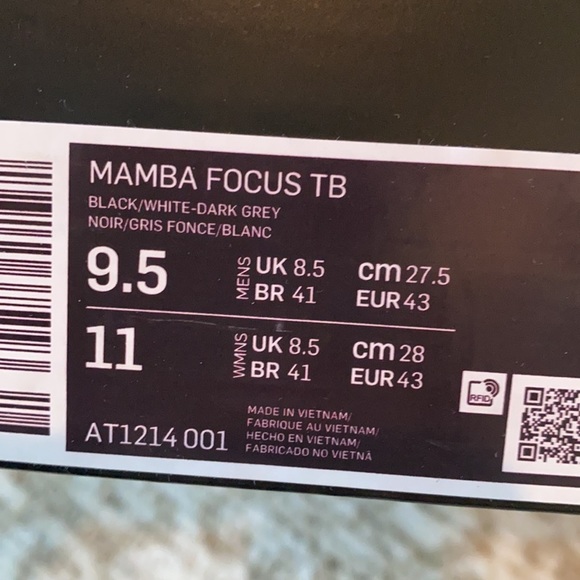 MAMBA FOCUS TB
BLACK/WHITE-DARK GREY
NOIR/GRIS FONCE/BLANC
9.5 MENS UK 8.5 cm 27.5
BR 41 EUR 43
11 WMNS UK 8.5 cm 28
BR 41 EUR 43
RFID
AT1214 001
MADE IN VIETNAM/
FABRIQUE AU VIETNAM/
HECHO EN VIETNAM/
FABRICADO NO VIETNÃ